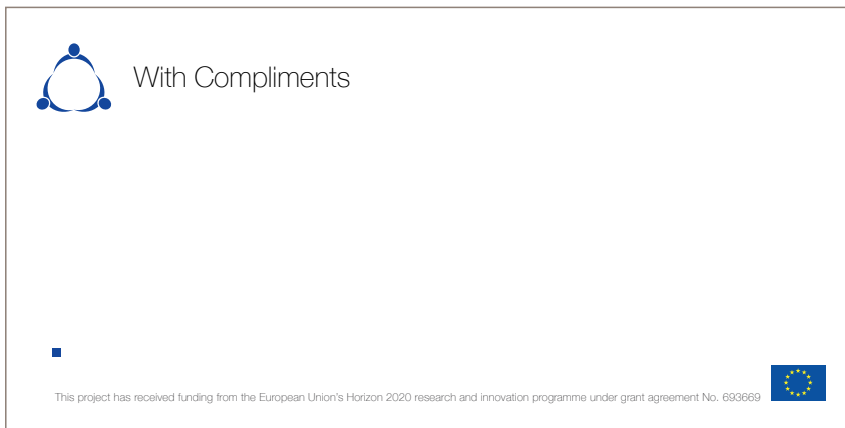 With Compliments
This project has received funding from the European Union's Horizon 2020 research and innovation programme under grant agreement No. 693669